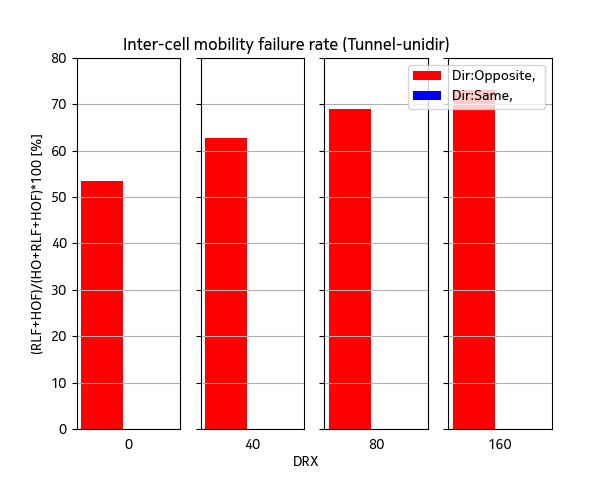 Inter-cell mobility failure rate (Tunnel-unidir)
(RLF+HOF)/(HO+RLF+HOF)*100 [%]
80
70
60
50
40
30
20
10
0
Dir:Opposite,
Dir:Same,
0 40 80 160
DRX